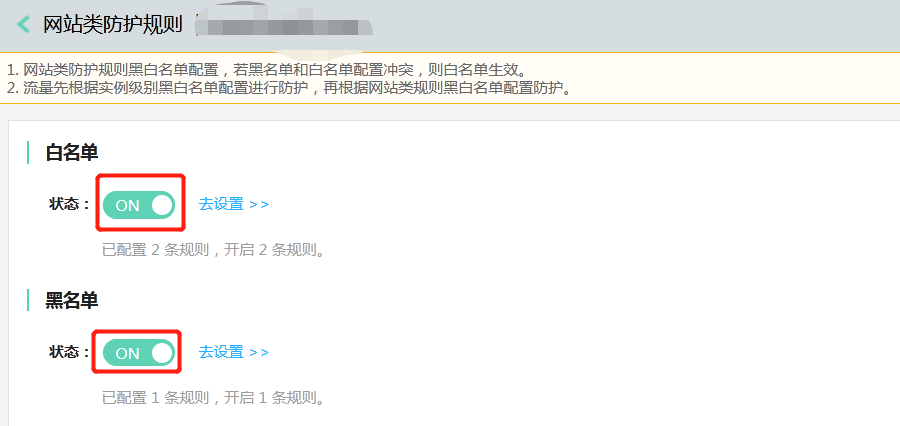 网站类防护规则
1. 网站类防护规则黑白名单配置，若黑名单和白名单配置冲突，则白名单生效。
2. 流量先根据实例级别黑白名单配置进行防护，再根据网站类规则黑白名单配置防护。
白名单
状态： ON 去设置 >>
已配置 2 条规则，开启 2 条规则。
黑名单
状态： ON 去设置 >>
已配置 1 条规则，开启 1 条规则。